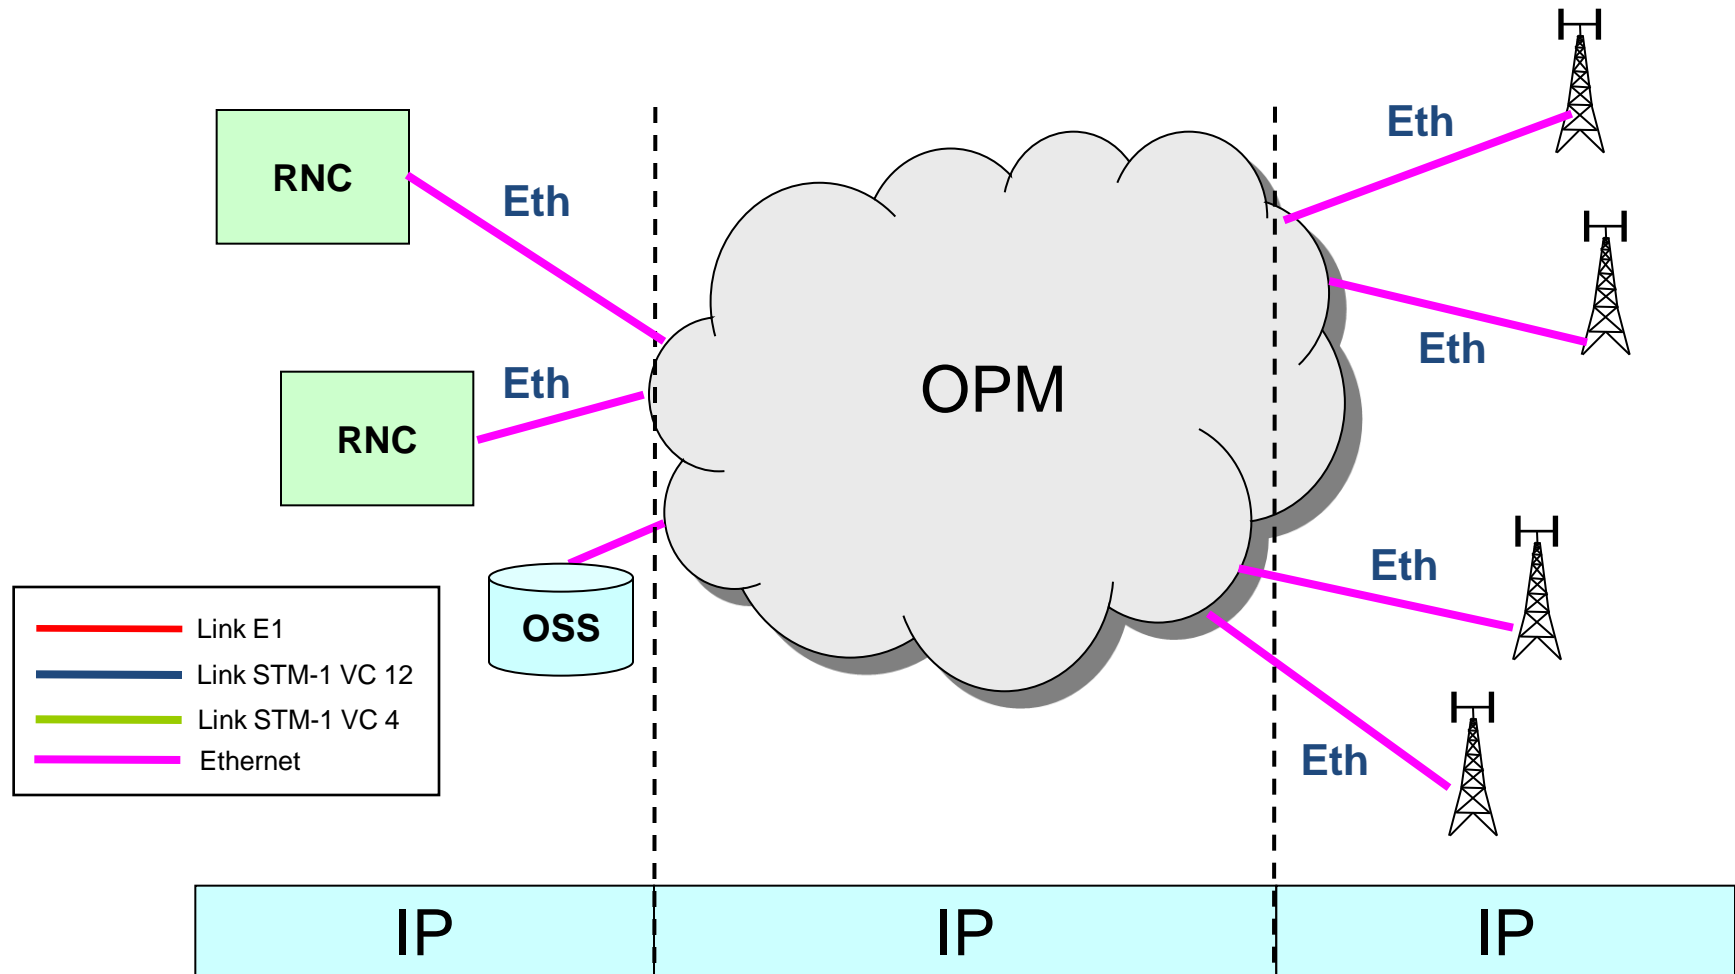 Eth
RNC
Eth
Eth
Eth
OPM
RNC
Eth
Eth
OSS
Link E1
Link STM-1 VC 12
Link STM-1 VC 4
Ethernet
Eth
IP
IP
IP